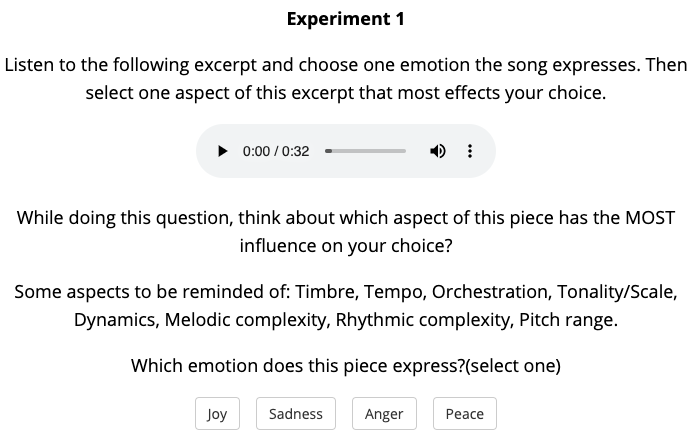 Experiment 1
Listen to the following excerpt and choose one emotion the song expresses. Then
select one aspect of this excerpt that most effects your choice.
0:00 / 0:32
While doing this question, think about which aspect of this piece has the MOST
influence on your choice?
Some aspects to be reminded of: Timbre, Tempo, Orchestration, Tonality/Scale,
Dynamics, Melodic complexity, Rhythmic complexity, Pitch range.
Which emotion does this piece express?(select one)
Joy Sadness Anger Peace